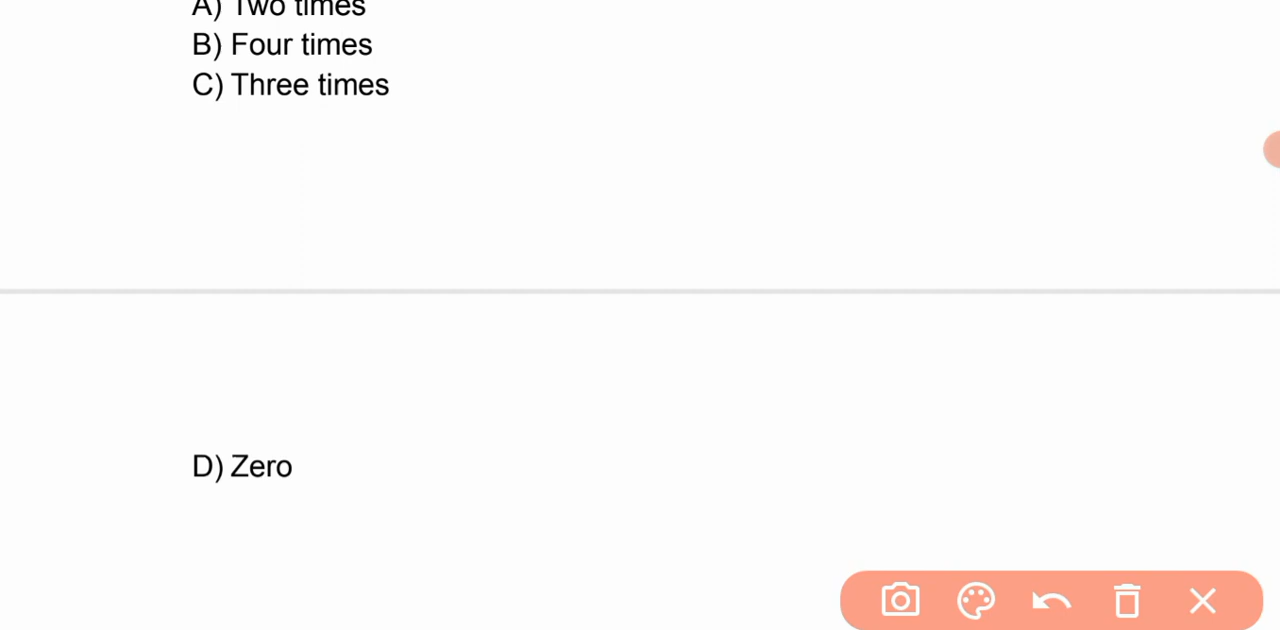 A) Two times
B) Four times
C) Three times
D) Zero